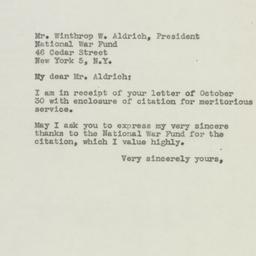 Mr. Winthrop W. Aldrich, President
National War Fund
46 Cedar Street
New York 5, N.Y.
My dear Mr. Aldrich:
I am in receipt of your letter of October
30 with enclosure of citation for meritorious
service.
May I ask you to express my very sincere
thanks to the National War Fund for the
citation, which I value highly.
Very sincerely yours,